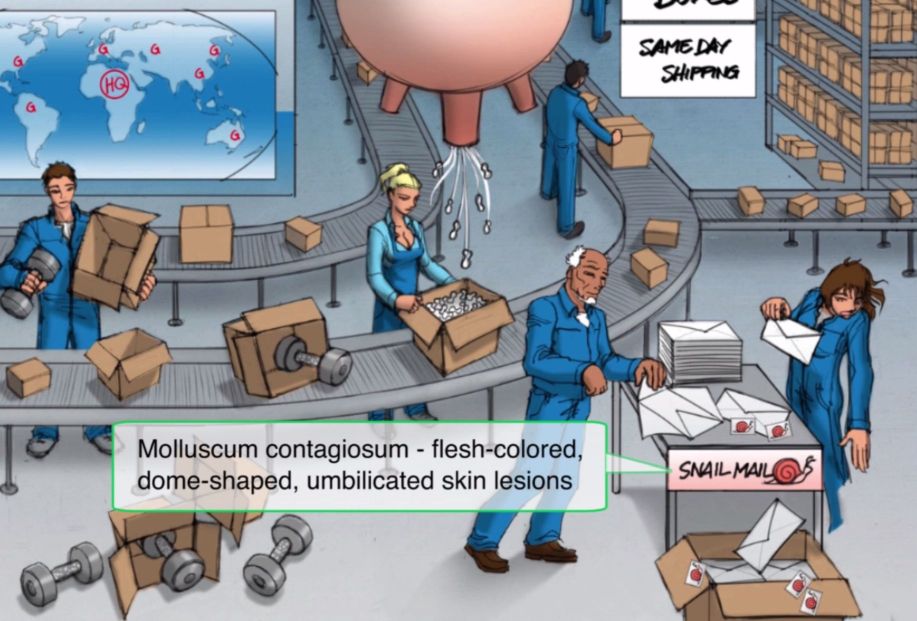 SAME DAY
SHIPPING
G
G
G
G
G
HQ
G
G
Molluscum contagiosum - flesh-colored,
dome-shaped, umbilicated skin lesions
SNAIL MAIL